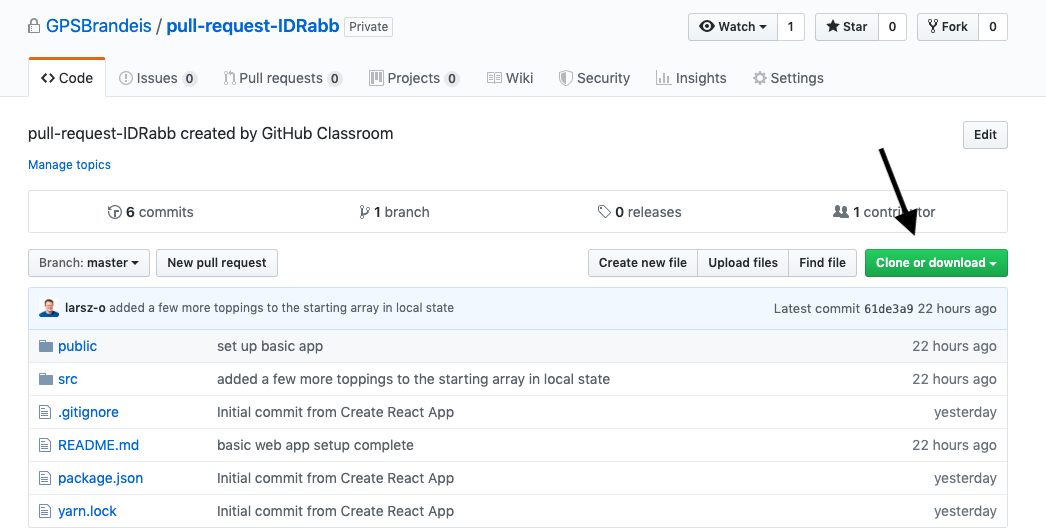 GPSBrandeis / pull-request-IDRabb Private Watch 1 Star 0 Fork 0
Code Issues 0 Pull requests 0 Projects 0 Wiki Security Insights Settings
pull-request-IDRabb created by GitHub Classroom Edit
Manage topics
6 commits 1 branch 0 releases 1 contributor
Branch: master New pull request Create new file Upload files Find file Clone or download
larsz-o added a few more toppings to the starting array in local state Latest commit 61de3a9 22 hours ago
public set up basic app 22 hours ago
src added a few more toppings to the starting array in local state 22 hours ago
.gitignore Initial commit from Create React App yesterday
README.md basic web app setup complete 22 hours ago
package.json Initial commit from Create React App yesterday
yarn.lock Initial commit from Create React App yesterday